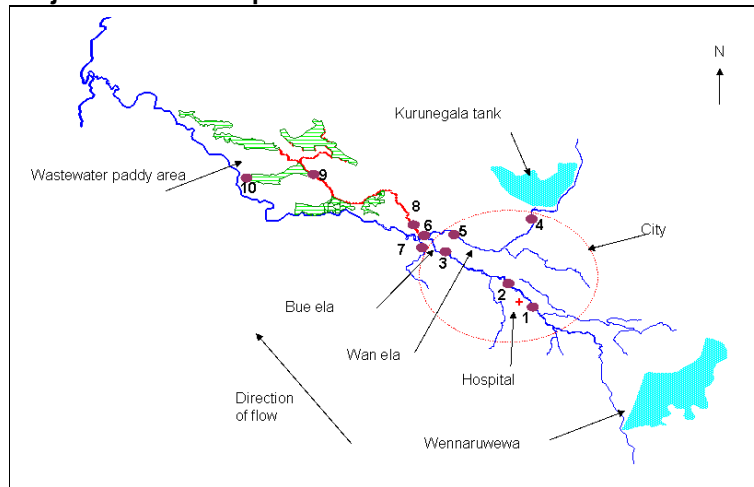 N
Kurunegala tank
Wastewater paddy area
9
10
8
6
5
4
City
7
3
2
1
Bue ela
Wan ela
Hospital
Direction
of flow
Wennaruwewa